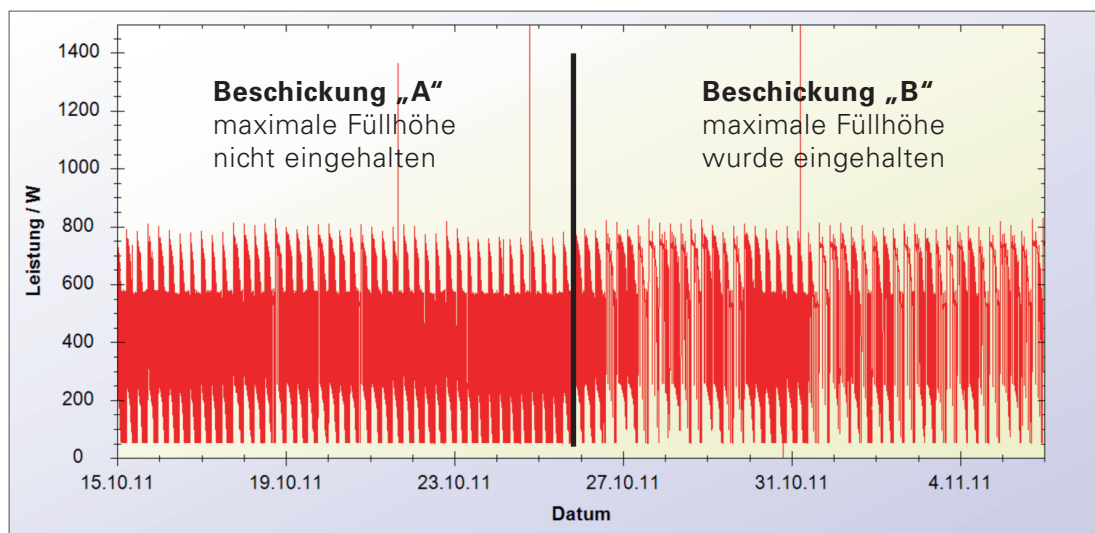 1400
1200
1000
800
600
400
200
0
Leistung / W
Beschickung „A“
maximale Füllhöhe
nicht eingehalten
Beschickung „B“
maximale Füllhöhe
wurde eingehalten
15.10.11 19.10.11 23.10.11 27.10.11 31.10.11 4.11.11
Datum